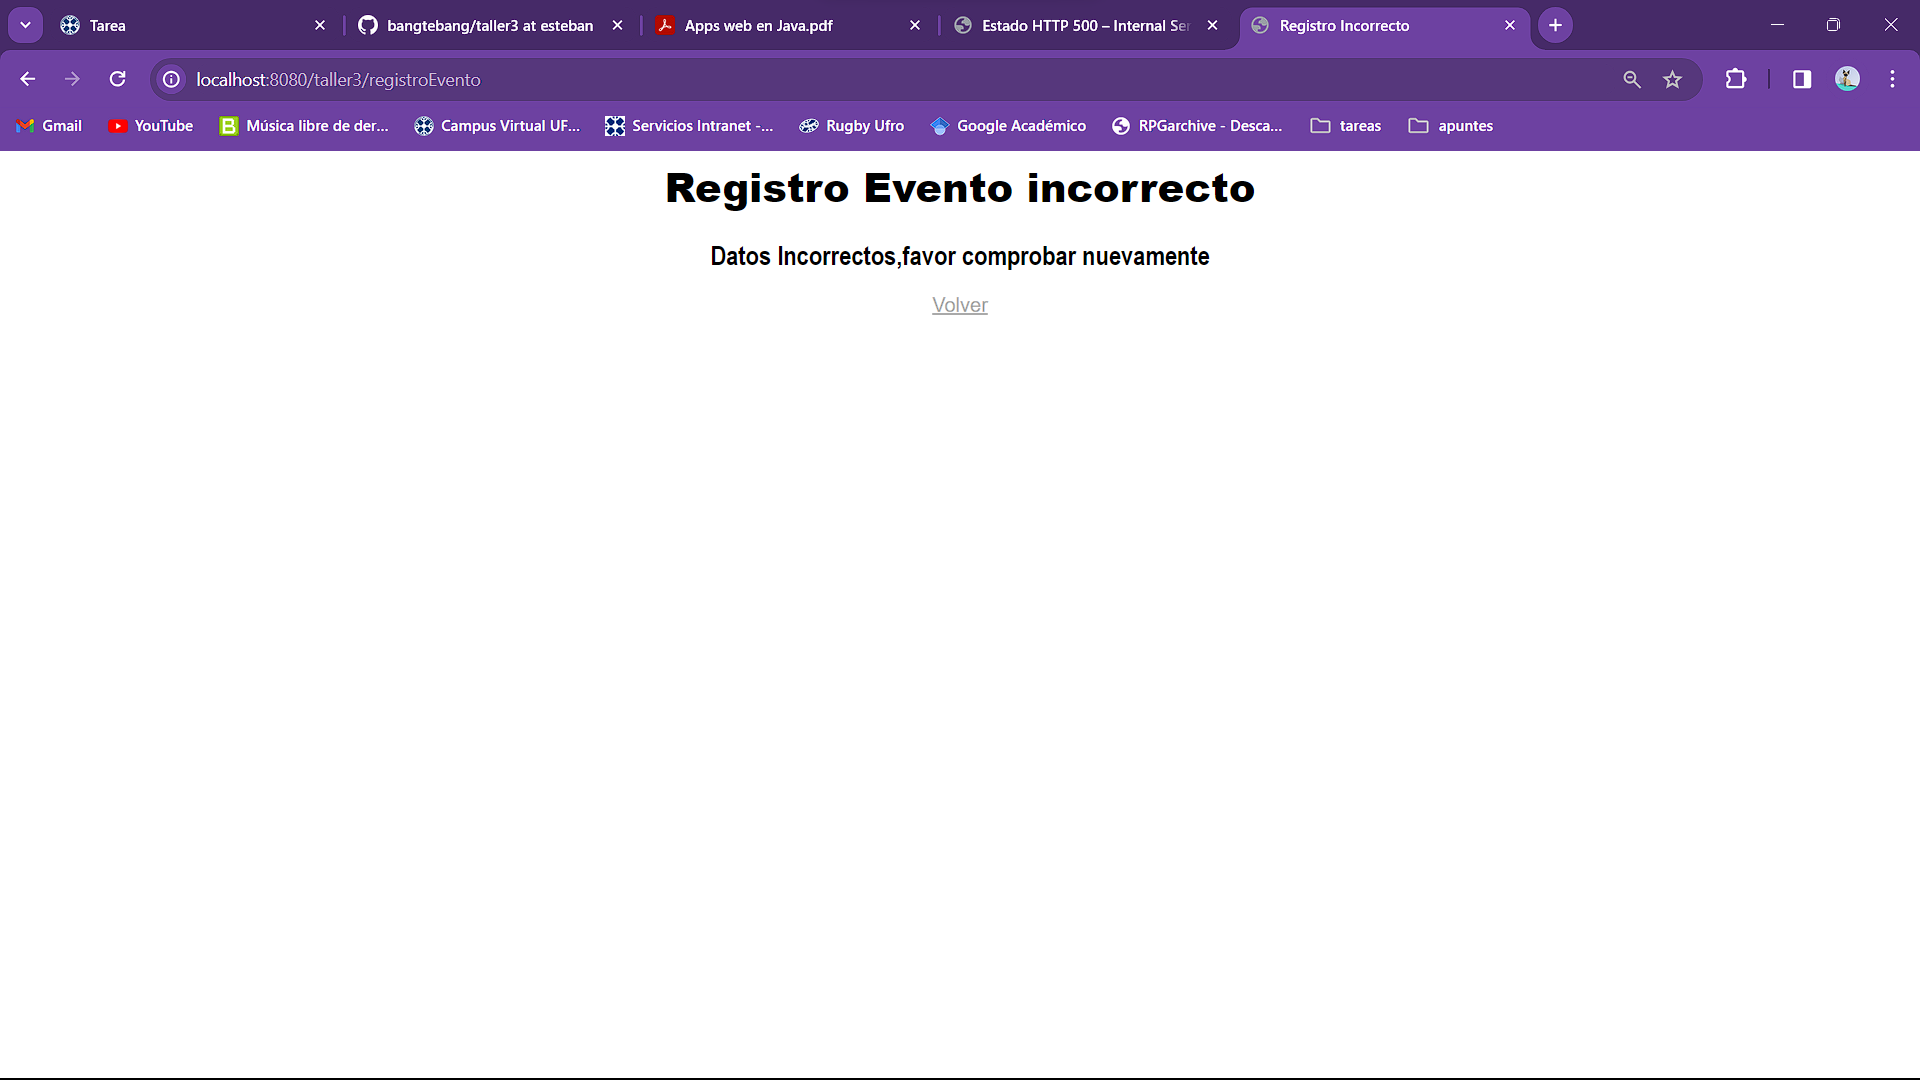 Tarea
bangtebang/taller3 at esteban
Apps web en Java.pdf
Estado HTTP 500 – Internal Ser
Registro Incorrecto
localhost:8080/taller3/registroEvento
Gmail
YouTube
Música libre de der...
Campus Virtual UF...
Servicios Intranet -...
Rugby Ufro
Google Académico
RPGarchive - Desca...
tareas
apuntes
Registro Evento incorrecto
Datos Incorrectos,favor comprobar nuevamente
Volver